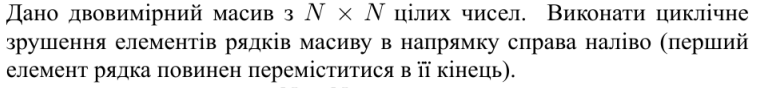 Дано двовимірний масив з N × N цілих чисел. Виконати циклічне
зрушення елементів рядків масиву в напрямку справа наліво (перший
елемент рядка повинен переміститися в її кінець).